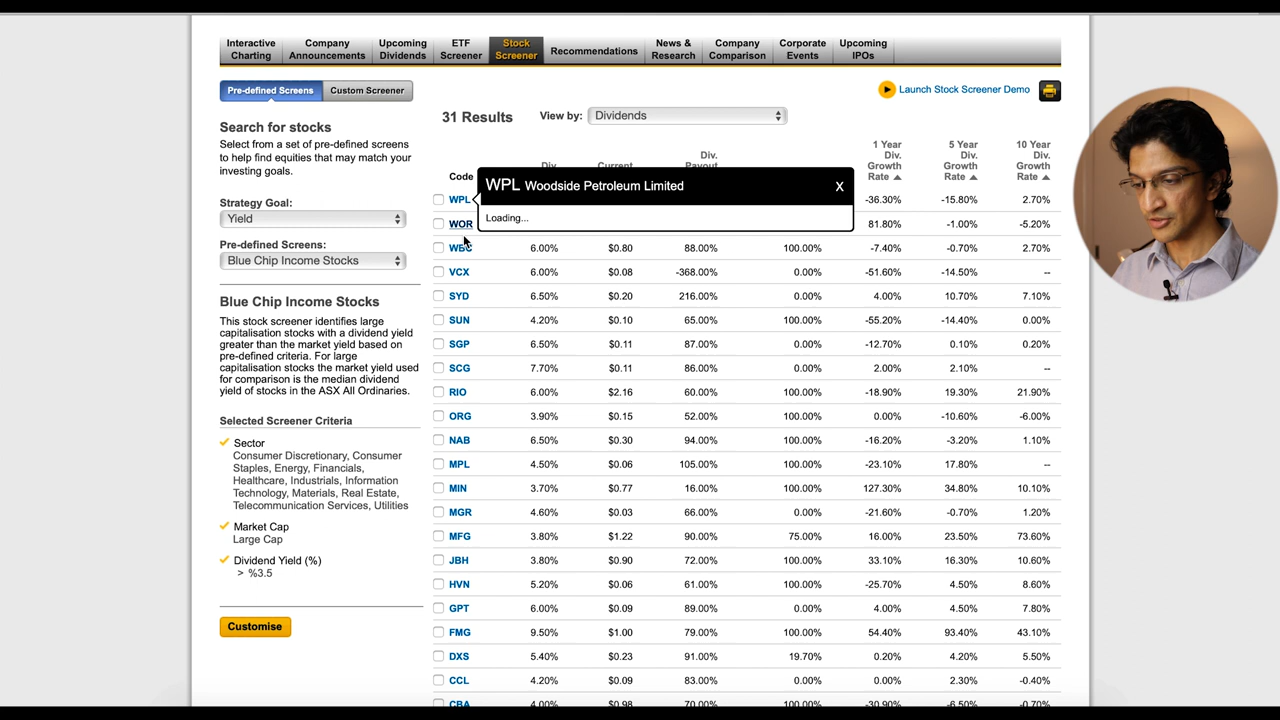 Interactive Charting
Company Announcements
Upcoming Dividends
ETF Screener
Stock Screener
Recommendations
News & Research
Company Comparison
Corporate Events
Upcoming IPOs
Pre-defined Screens
Custom Screener
Launch Stock Screener Demo
Search for stocks
Select from a set of pre-defined screens
to help find equities that may match your
investing goals.
Strategy Goal:
Yield
Pre-defined Screens:
Blue Chip Income Stocks
Blue Chip Income Stocks
This stock screener identifies large
capitalisation stocks with a dividend yield
greater than the market yield based on
pre-defined criteria. For large
capitalisation stocks the market yield used
for comparison is the median dividend
yield of stocks in the ASX All Ordinaries.
Selected Screener Criteria
Sector
Consumer Discretionary, Consumer
Staples, Energy, Financials,
Healthcare, Industrials, Information
Technology, Materials, Real Estate,
Telecommunication Services, Utilities
Market Cap
Large Cap
Dividend Yield (%)
> %3.5
Customise
31 Results
View by: Dividends
Code
Div.
Current
Div. Payout
1 Year Div. Growth Rate
5 Year Div. Growth Rate
10 Year Div. Growth Rate
WPL Woodside Petroleum Limited X
Loading...
WPL -36.30% -15.80% 2.70%
WOR 81.80% -1.00% -5.20%
WBC 6.00% $0.80 88.00% 100.00% -7.40% -0.70% 2.70%
VCX 6.00% $0.08 -368.00% 0.00% -51.60% -14.50% --
SYD 6.50% $0.20 216.00% 0.00% 4.00% 10.70% 7.10%
SUN 4.20% $0.10 65.00% 100.00% -55.20% -14.40% 0.00%
SGP 6.50% $0.11 87.00% 0.00% -12.70% 0.10% 0.20%
SCG 7.70% $0.11 86.00% 0.00% 2.00% 2.10% --
RIO 6.00% $2.16 60.00% 100.00% -18.90% 19.30% 21.90%
ORG 3.90% $0.15 52.00% 100.00% 0.00% -10.60% -6.00%
NAB 6.50% $0.30 94.00% 100.00% -16.20% -3.20% 1.10%
MPL 4.50% $0.06 105.00% 100.00% -23.10% 17.80% --
MIN 3.70% $0.77 16.00% 100.00% 127.30% 34.80% 10.10%
MGR 4.60% $0.03 66.00% 0.00% -21.60% -0.70% 1.20%
MFG 3.80% $1.22 90.00% 75.00% 16.00% 23.50% 73.60%
JBH 3.80% $0.90 72.00% 100.00% 33.10% 16.30% 10.60%
HVN 5.20% $0.06 61.00% 100.00% -25.70% 4.50% 8.60%
GPT 6.00% $0.09 89.00% 0.00% 4.00% 4.50% 7.80%
FMG 9.50% $1.00 79.00% 100.00% 54.40% 93.40% 43.10%
DXS 5.40% $0.23 91.00% 19.70% 0.20% 4.20% 5.50%
CCL 4.20% $0.09 83.00% 0.00% 0.00% 2.30% -0.40%
CBA 4.00% $0.98 70.00% 100.00% -30.90% -6.50% -0.70%